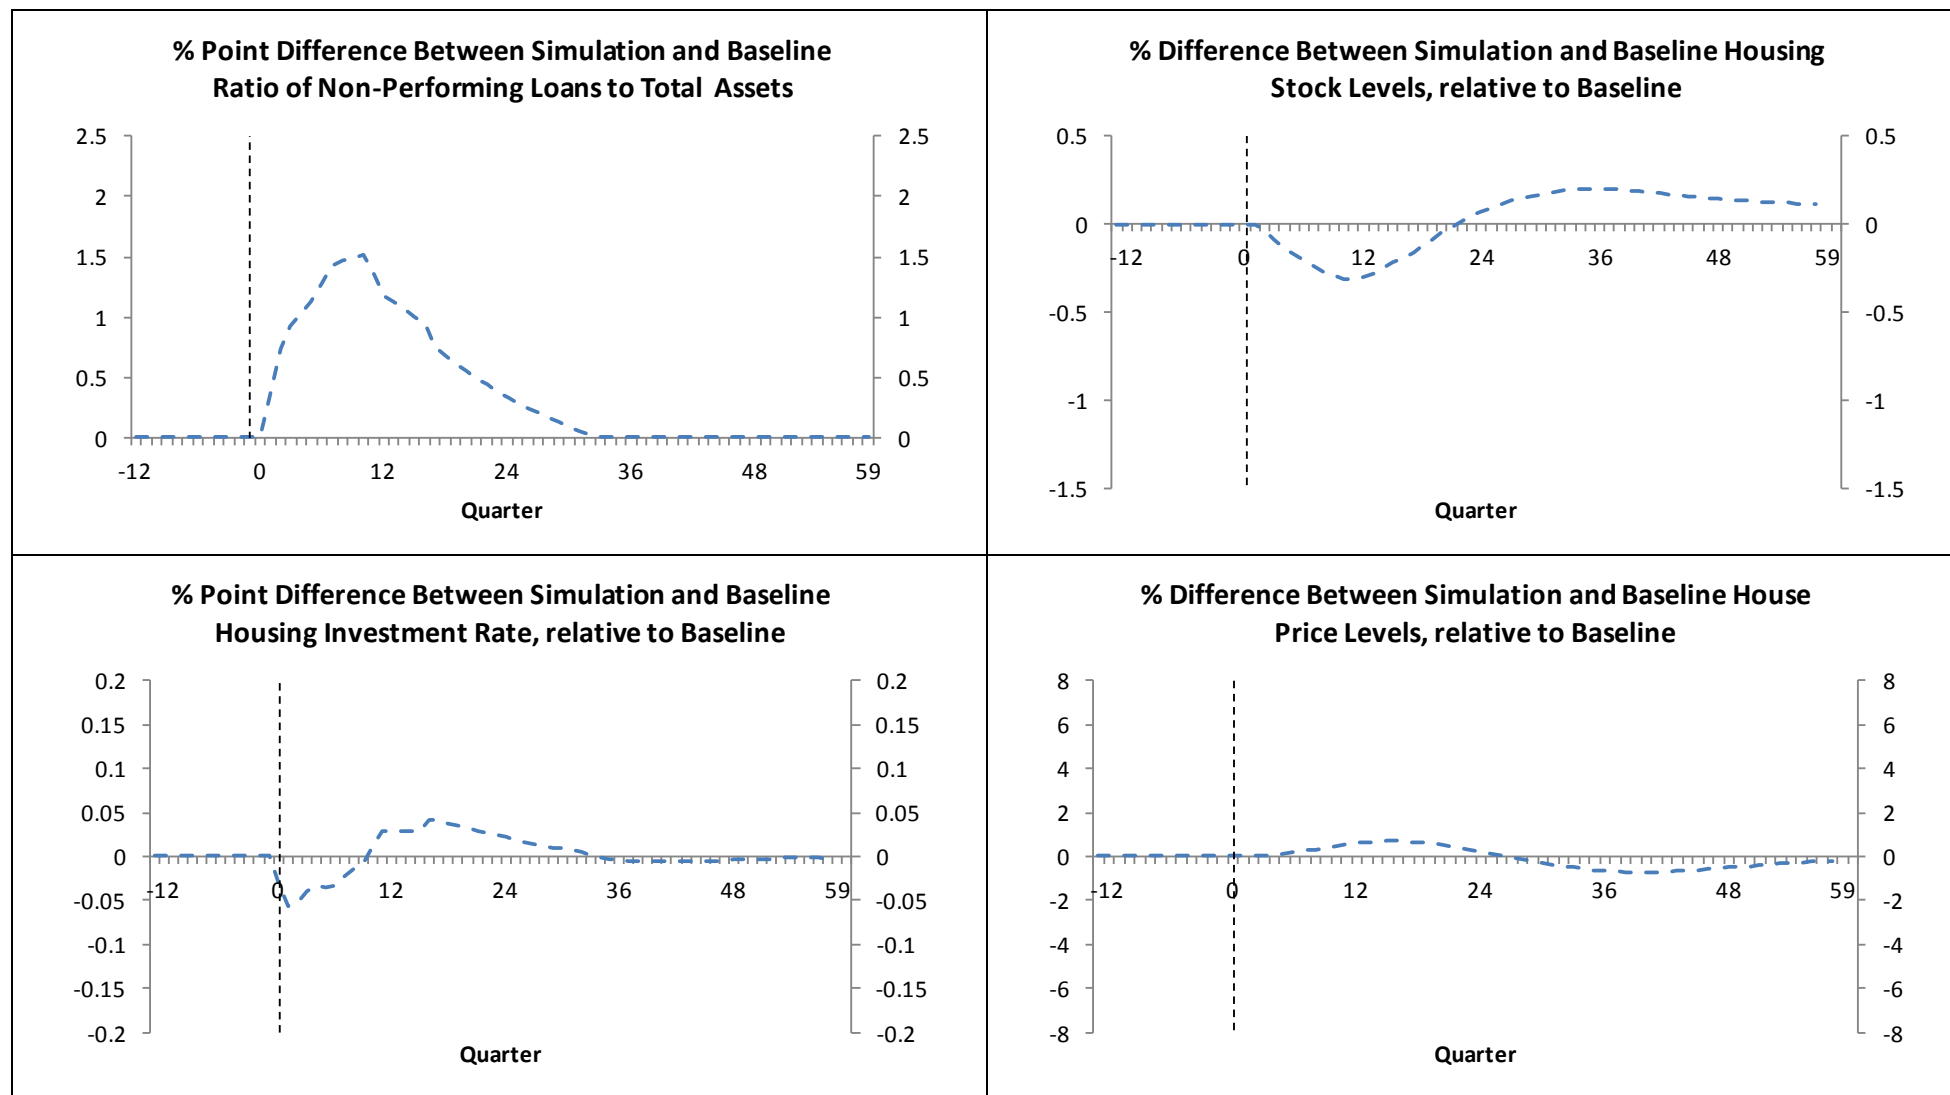 % Point Difference Between Simulation and Baseline
Ratio of Non-Performing Loans to Total Assets
2.5 2.5
2 2
1.5 1.5
1 1
0.5 0.5
0 0
-12 0 12 24 36 48 59
Quarter
% Difference Between Simulation and Baseline Housing
Stock Levels, relative to Baseline
0.5 0.5
0 0
-12 0 12 24 36 48 59
-0.5 -0.5
-1 -1
-1.5 -1.5
Quarter
% Point Difference Between Simulation and Baseline
Housing Investment Rate, relative to Baseline
0.2 0.2
0.15 0.15
0.1 0.1
0.05 0.05
0 0
-12 0 12 24 36 48 59
-0.05 -0.05
-0.1 -0.1
-0.15 -0.15
-0.2 -0.2
Quarter
% Difference Between Simulation and Baseline House
Price Levels, relative to Baseline
8 8
6 6
4 4
2 2
0 0
-12 0 12 24 36 48 59
-2 -2
-4 -4
-6 -6
-8 -8
Quarter